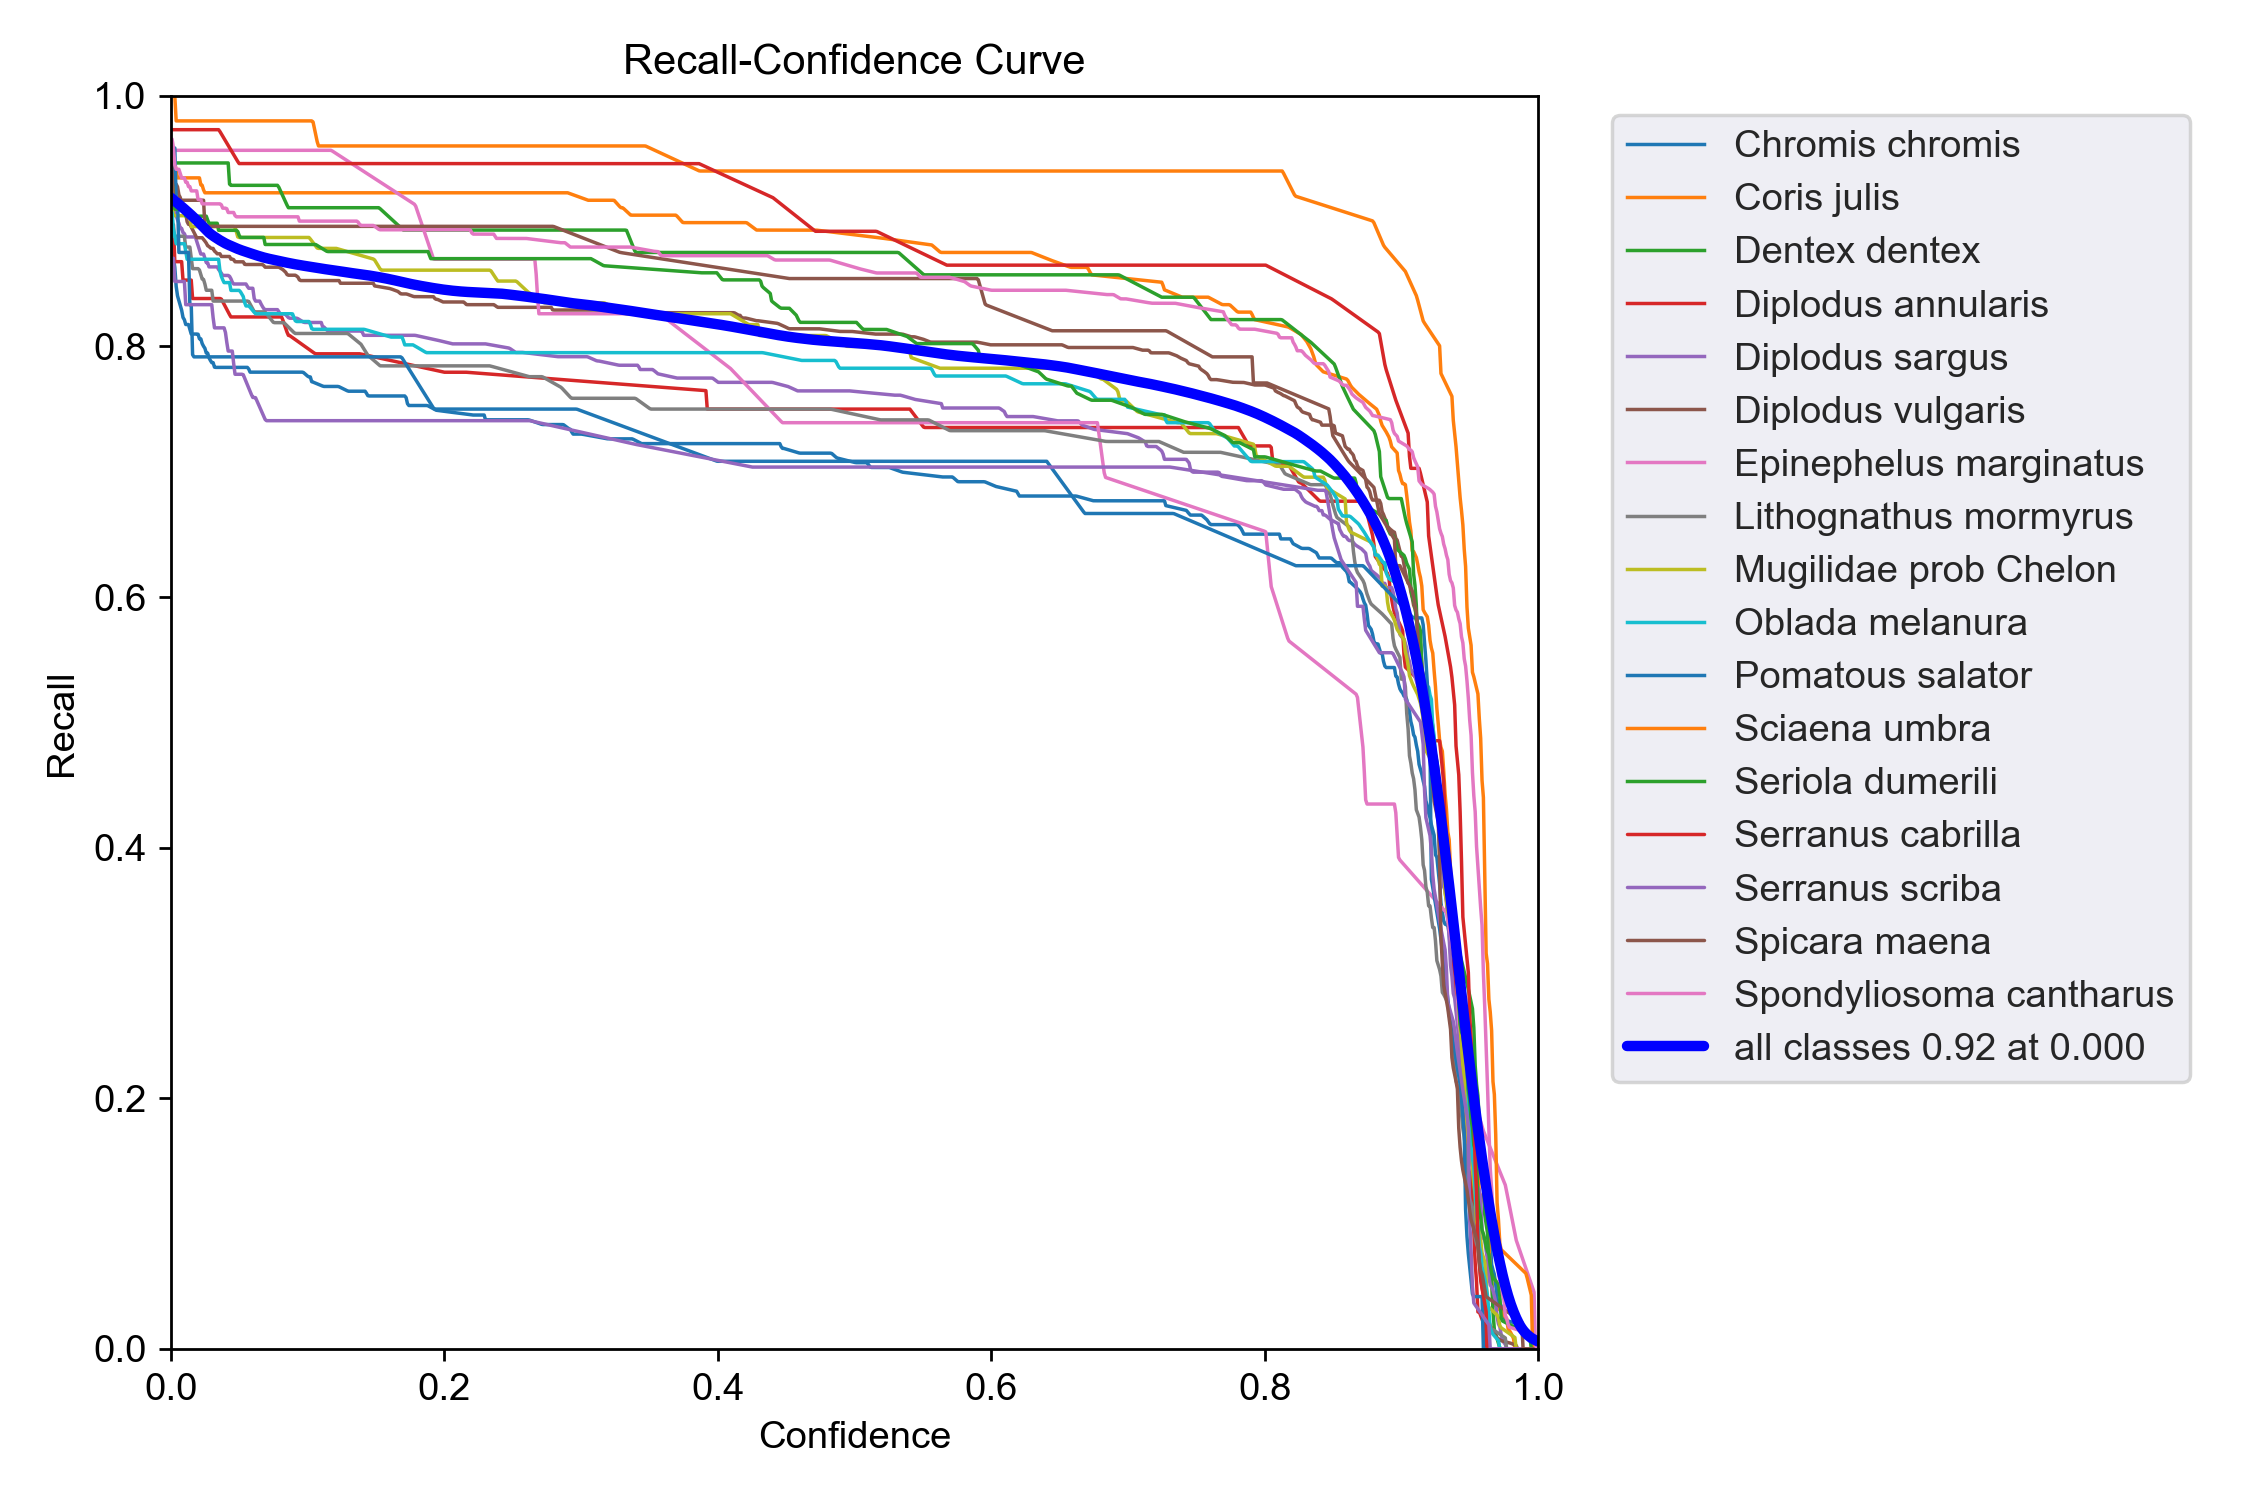 Recall-Confidence Curve
1.0
0.8
0.6
0.4
0.2
0.0
Recall
0.0 0.2 0.4 0.6 0.8 1.0
Confidence
Chromis chromis
Coris julis
Dentex dentex
Diplodus annularis
Diplodus sargus
Diplodus vulgaris
Epinephelus marginatus
Lithognathus mormyrus
Mugilidae prob Chelon
Oblada melanura
Pomatous salator
Sciaena umbra
Seriola dumerili
Serranus cabrilla
Serranus scriba
Spicara maena
Spondyliosoma cantharus
all classes 0.92 at 0.000